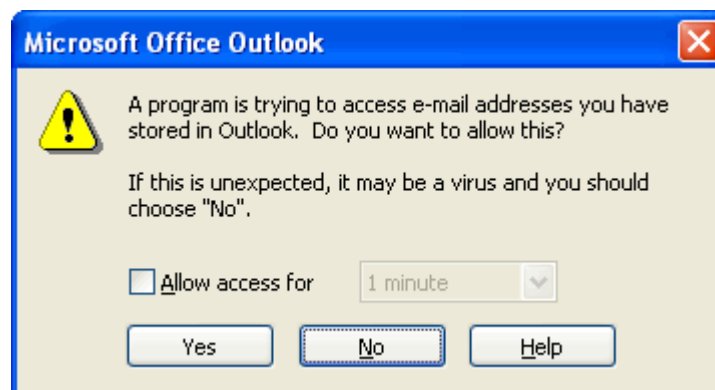 Microsoft Office Outlook
A program is trying to access e-mail addresses you have
stored in Outlook. Do you want to allow this?
If this is unexpected, it may be a virus and you should
choose "No".
Allow access for 1 minute
Yes No Help